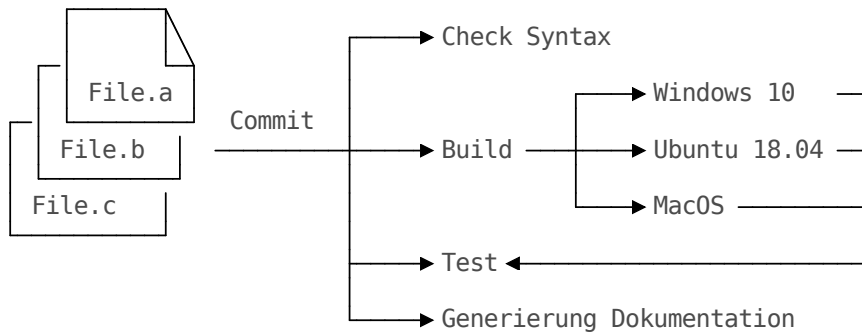 Check Syntax
File.a
Windows 10
Commit
File.b
Build
Ubuntu 18.04
File.c
MacOS
Test
Generierung Dokumentation